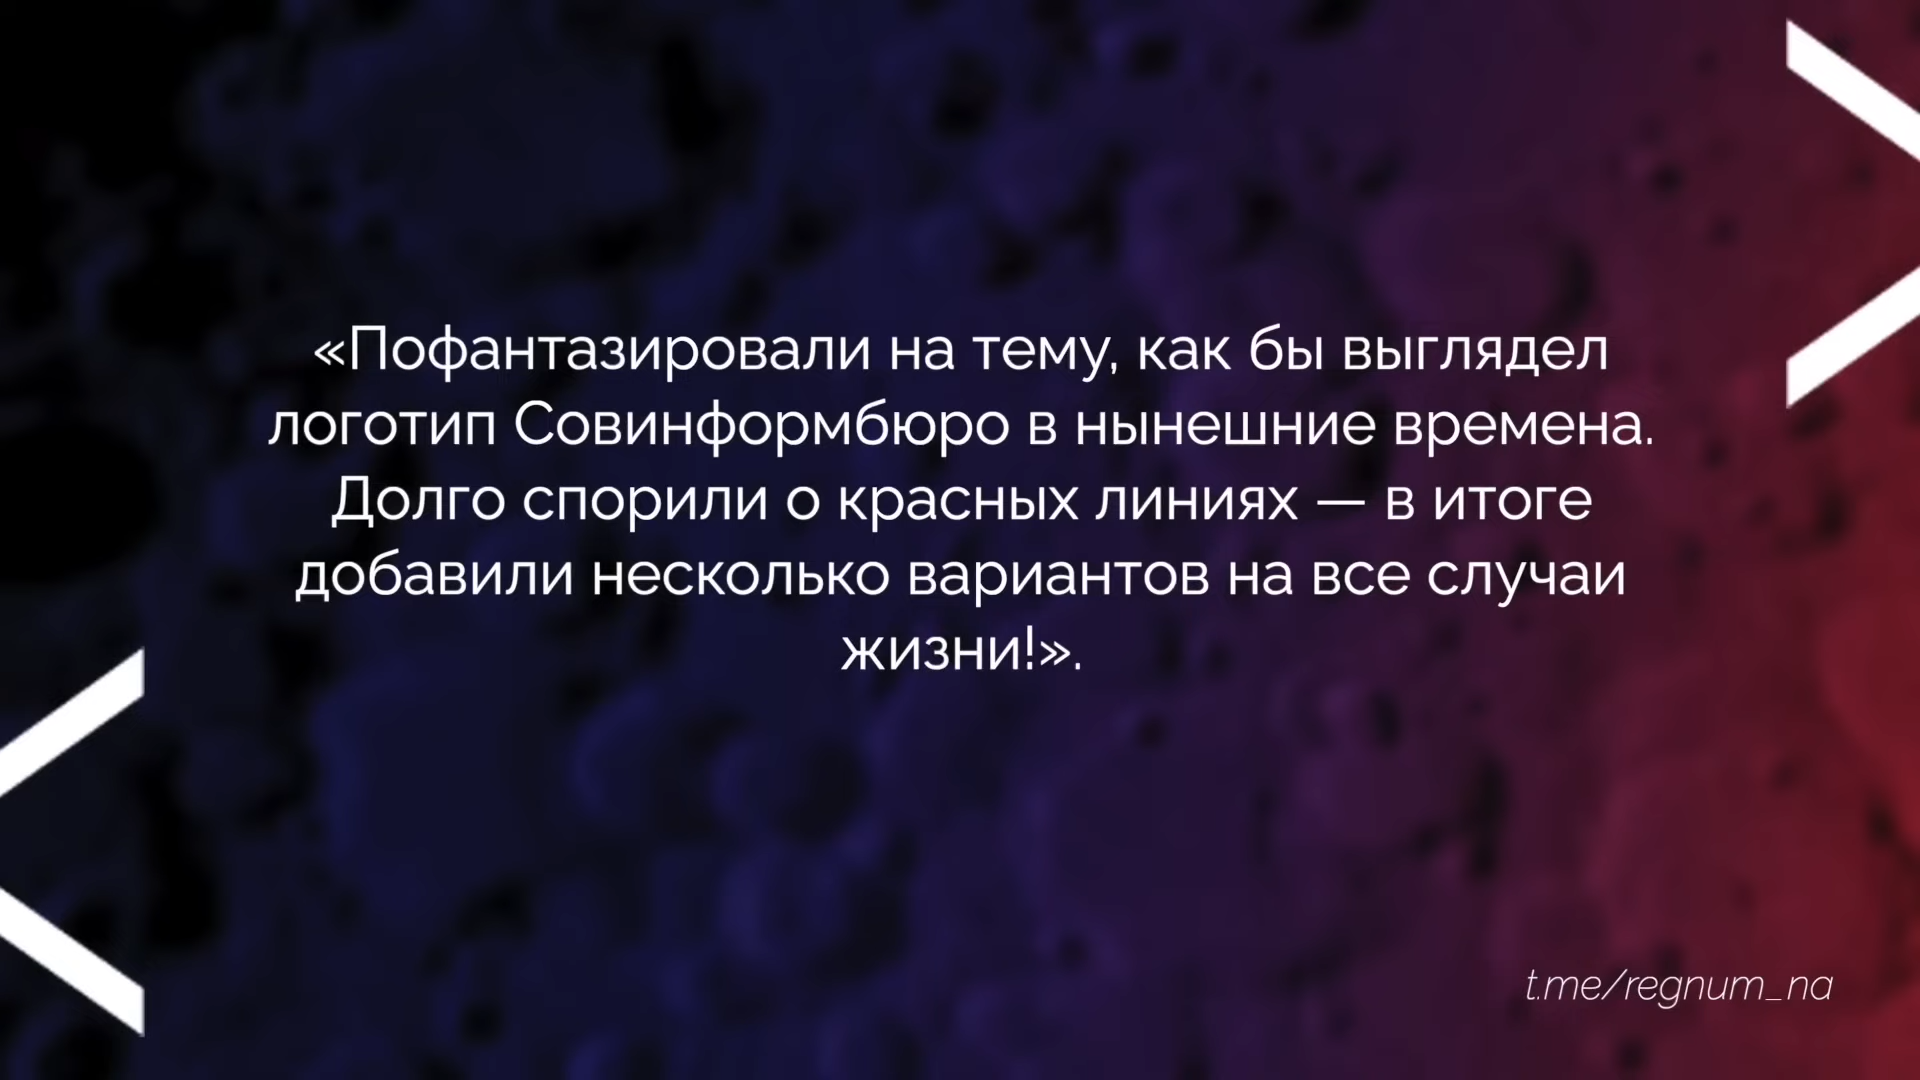 «Пофантазировали на тему, как бы выглядел
логотип Совинформбюро в нынешние времена.
Долго спорили о красных линиях — в итоге
добавили несколько вариантов на все случаи
жизни!».
t.me/regnum_na